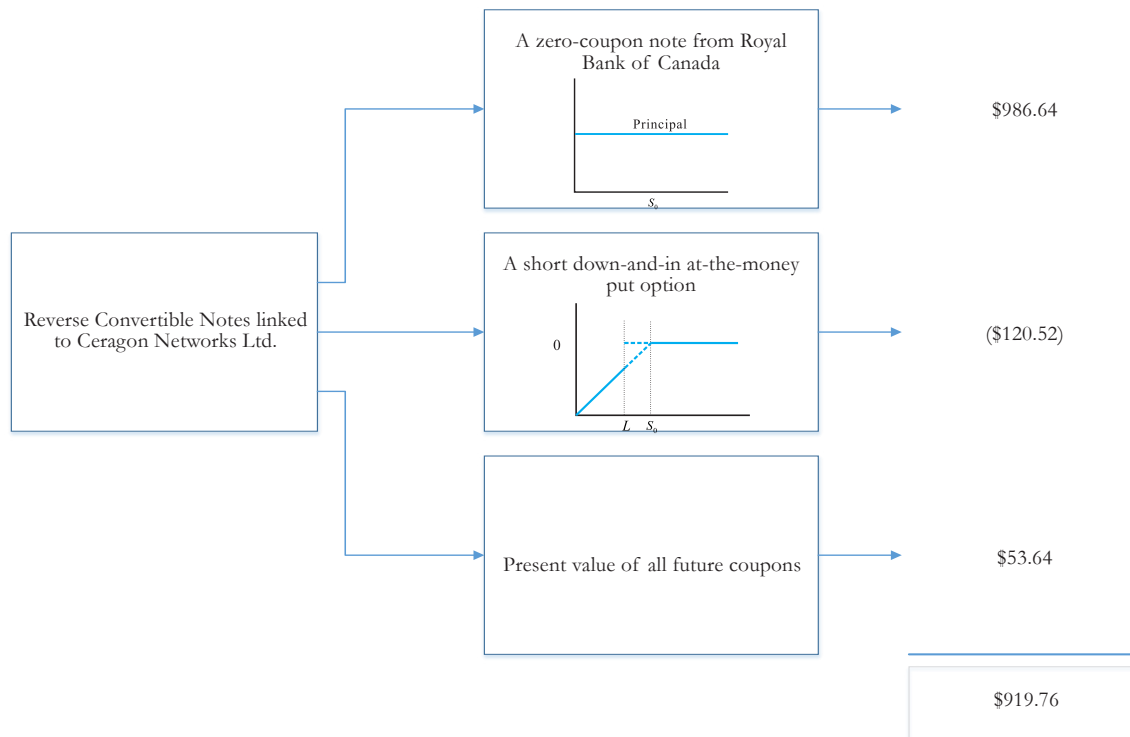 A zero-coupon note from Royal
Bank of Canada
Principal
S₀
$986.64
Reverse Convertible Notes linked
to Ceragon Networks Ltd.
A short down-and-in at-the-money
put option
0
L S₀
($120.52)
Present value of all future coupons
$53.64
$919.76